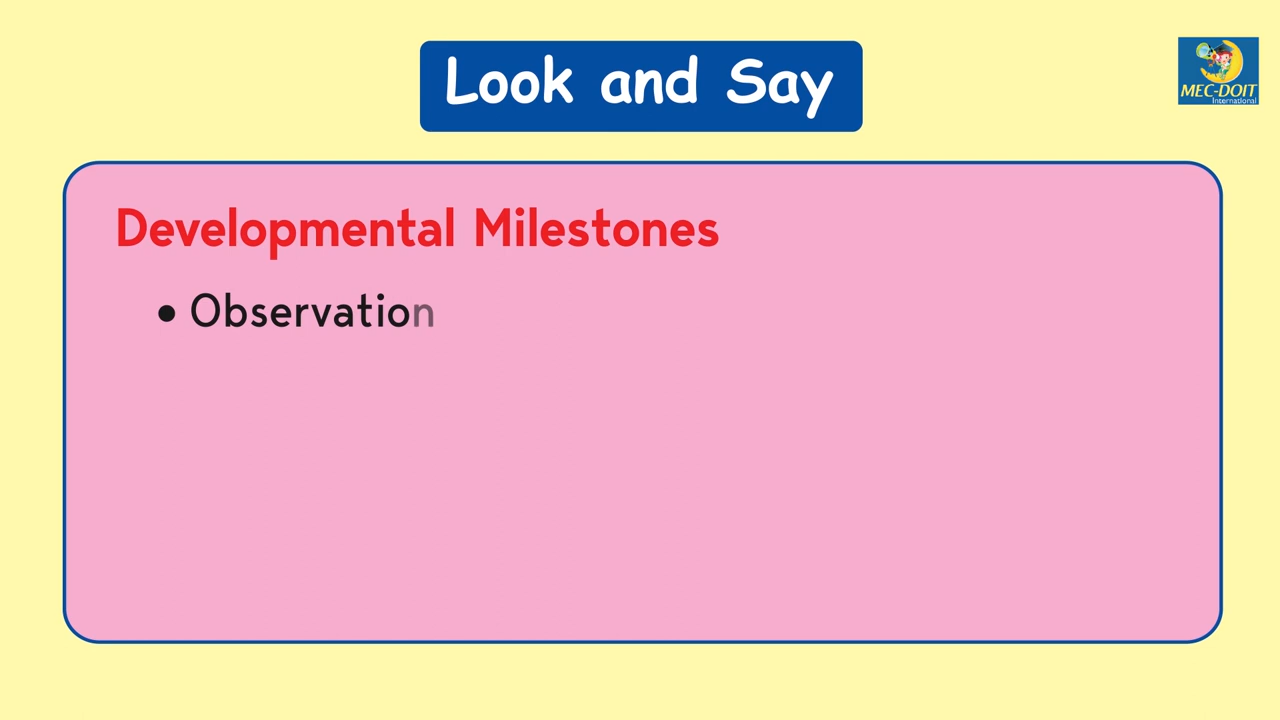 Look and Say
MEC-DOIT
International
Developmental Milestones
• Observation